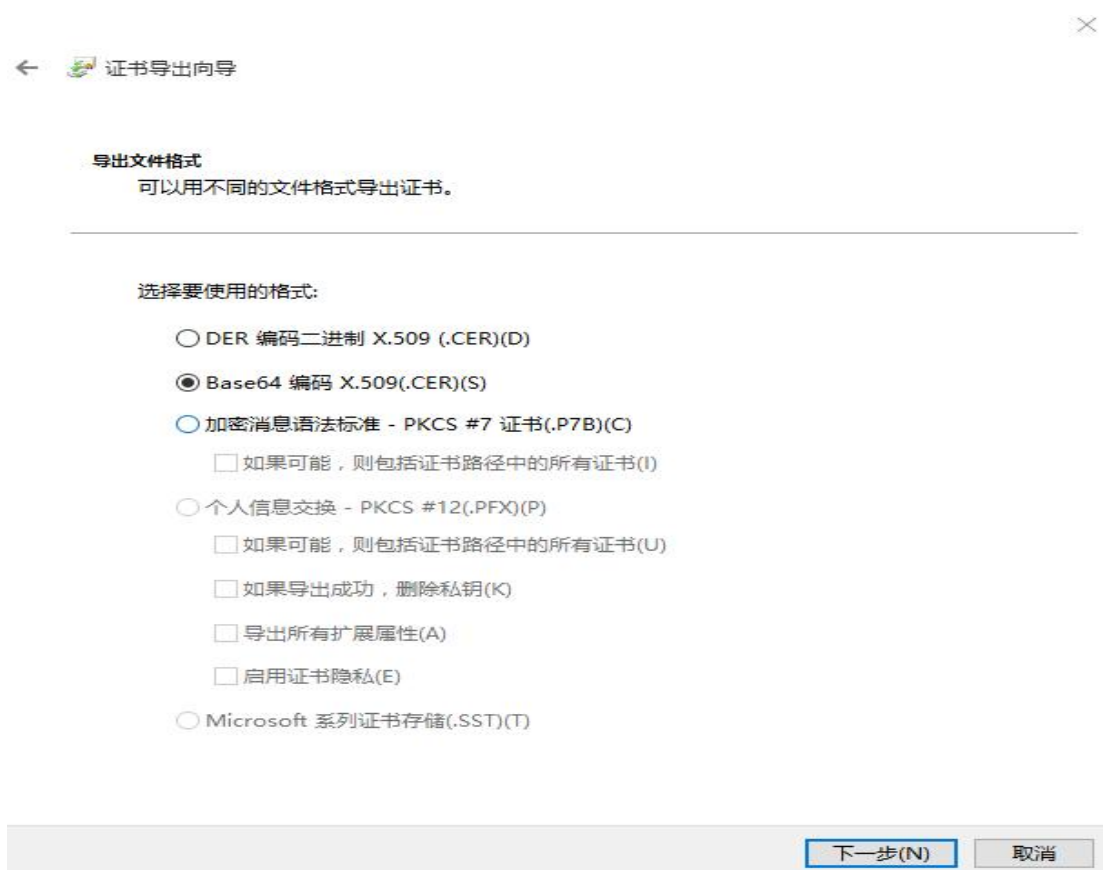 证书导出向导
导出文件格式
可以用不同的文件格式导出证书。
选择要使用的格式:
DER 编码二进制 X.509 (.CER)(D)
Base64 编码 X.509(.CER)(S)
加密消息语法标准 - PKCS #7 证书(.P7B)(C)
如果可能，则包括证书路径中的所有证书(I)
个人信息交换 - PKCS #12(.PFX)(P)
如果可能，则包括证书路径中的所有证书(U)
如果导出成功，删除私钥(K)
导出所有扩展属性(A)
启用证书隐私(E)
Microsoft 系列证书存储(.SST)(T)
下一步(N) 取消